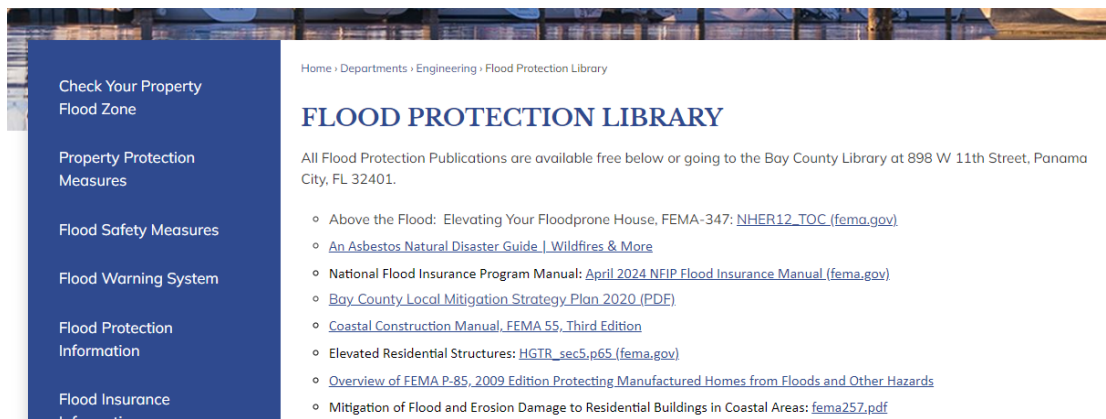 Check Your Property
Flood Zone
Property Protection
Measures
Flood Safety Measures
Flood Warning System
Flood Protection
Information
Flood Insurance
Home › Departments › Engineering › Flood Protection Library
FLOOD PROTECTION LIBRARY
All Flood Protection Publications are available free below or going to the Bay County Library at 898 W 11th Street, Panama
City, FL 32401.
Above the Flood:  Elevating Your Floodprone House, FEMA-347: NHER12_TOC (fema.gov)
An Asbestos Natural Disaster Guide | Wildfires & More
National Flood Insurance Program Manual: April 2024 NFIP Flood Insurance Manual (fema.gov)
Bay County Local Mitigation Strategy Plan 2020 (PDF)
Coastal Construction Manual, FEMA 55, Third Edition
Elevated Residential Structures: HGTR_sec5.p65 (fema.gov)
Overview of FEMA P-85, 2009 Edition Protecting Manufactured Homes from Floods and Other Hazards
Mitigation of Flood and Erosion Damage to Residential Buildings in Coastal Areas: fema257.pdf